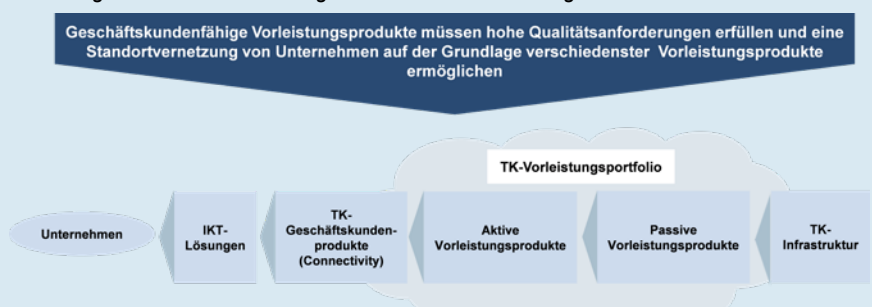 Geschäftskundenfähige Vorleistungsprodukte müssen hohe Qualitätsanforderungen erfüllen und eine
Standortvernetzung von Unternehmen auf der Grundlage verschiedenster Vorleistungsprodukte
ermöglichen
TK-Vorleistungsportfolio
Unternehmen
IKT-
Lösungen
TK-
Geschäftskunden-
produkte
(Connectivity)
Aktive
Vorleistungsprodukte
Passive
Vorleistungsprodukte
TK-
Infrastruktur